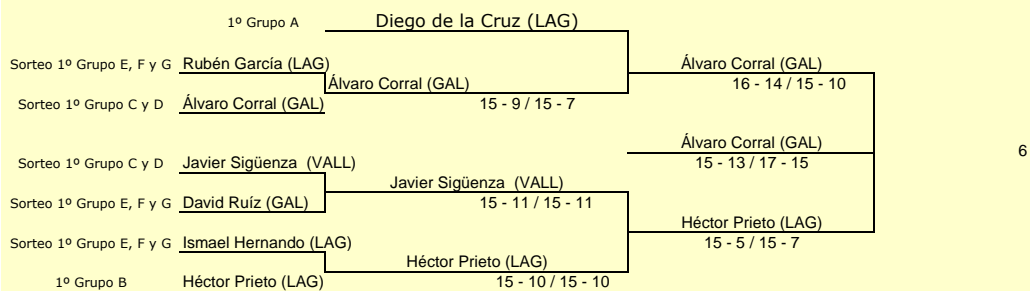 1º Grupo A Diego de la Cruz (LAG)
Sorteo 1º Grupo E, F y G Rubén García (LAG) Álvaro Corral (GAL)
Álvaro Corral (GAL) 16 - 14 / 15 - 10
Sorteo 1º Grupo C y D Álvaro Corral (GAL) 15 - 9 / 15 - 7
Álvaro Corral (GAL)
Sorteo 1º Grupo C y D Javier Sigüenza (VALL) 15 - 13 / 17 - 15 6
Javier Sigüenza (VALL)
Sorteo 1º Grupo E, F y G David Ruíz (GAL) 15 - 11 / 15 - 11
Héctor Prieto (LAG)
Sorteo 1º Grupo E, F y G Ismael Hernando (LAG) 15 - 5 / 15 - 7
Héctor Prieto (LAG)
1º Grupo B Héctor Prieto (LAG) 15 - 10 / 15 - 10